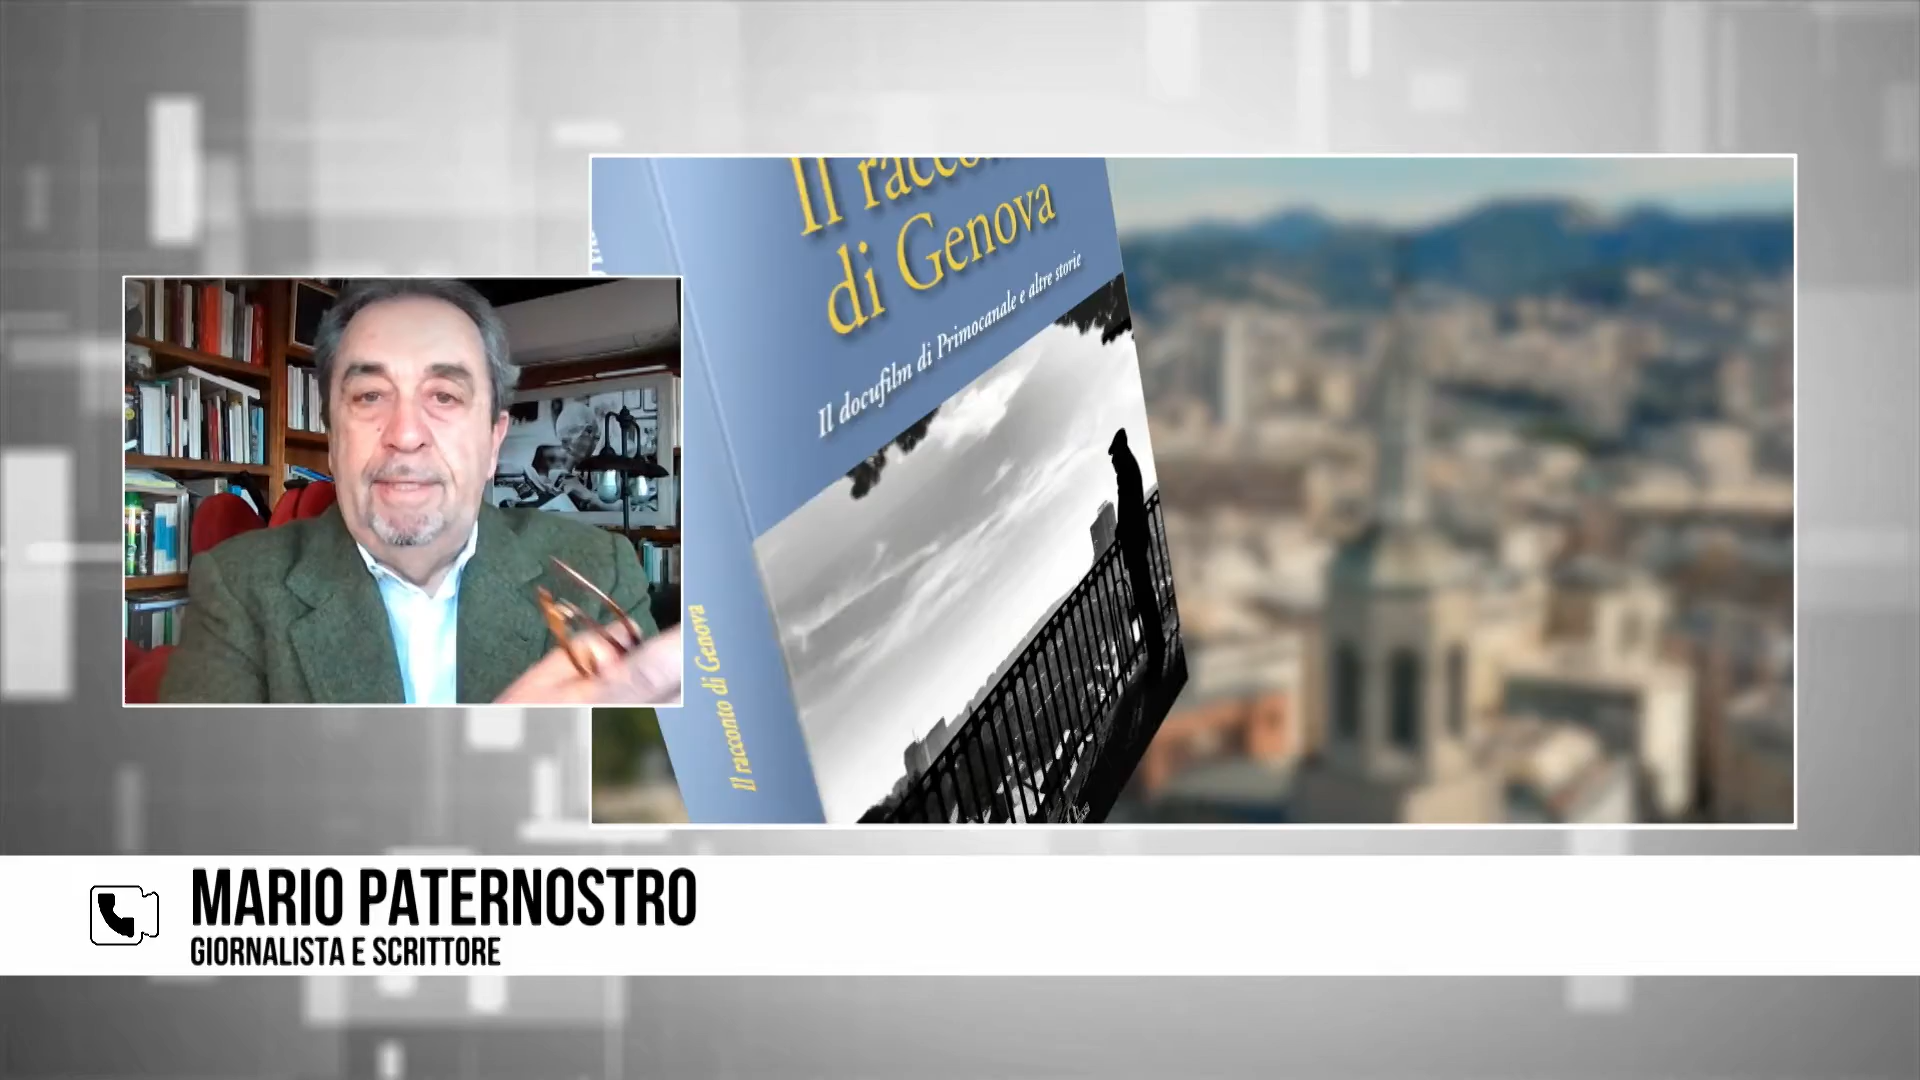 Il racco
di Genova
Il docufilm di Primocanale e altre storie
Il racconto di Genova
MARIO PATERNOSTRO
GIORNALISTA E SCRITTORE